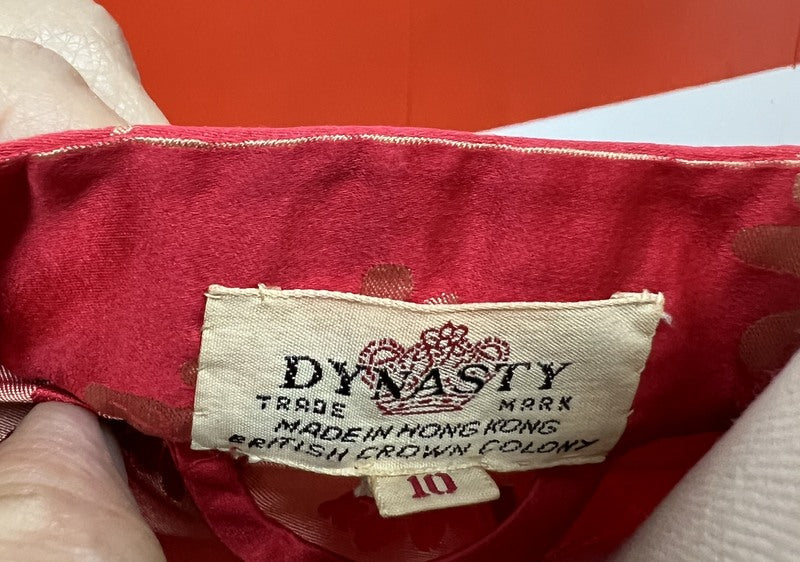 DYNASTY
TRADE MARK
MADE IN HONG KONG
BRITISH CROWN COLONY
10